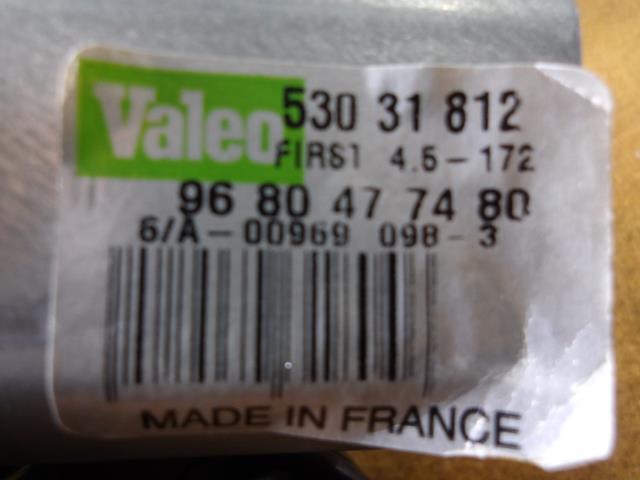 Valeo 530 31 812
FIRST 4.5-172
96 80 47 74 80
6/A-00969 098-3
MADE IN FRANCE